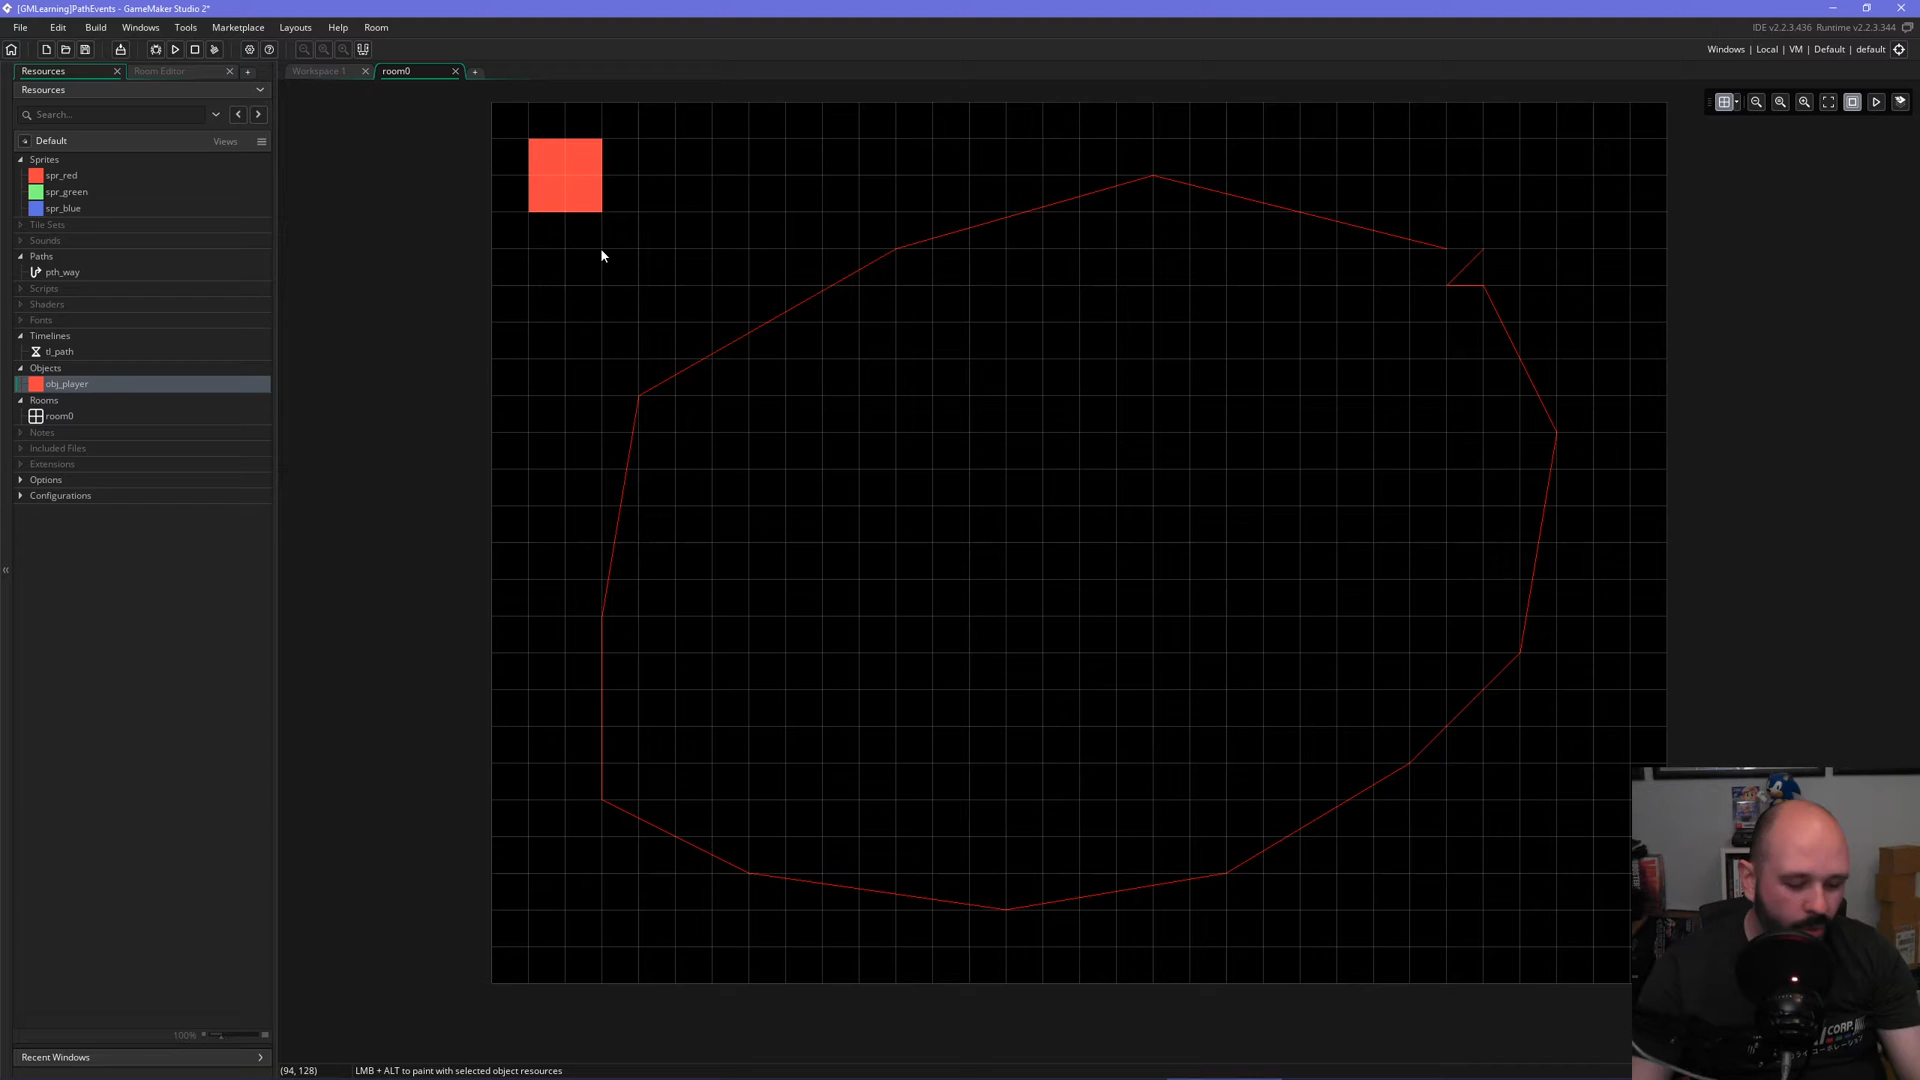 [GMLearning]PathEvents - GameMaker Studio 2*
File Edit Build Windows Tools Marketplace Layouts Help Room
IDE v2.2.3.436 Runtime v2.2.3.344
Windows | Local | VM | Default | default
Resources
Room Editor
Workspace 1
room0
Resources
Search...
Default
Views
Sprites
spr_red
spr_green
spr_blue
Tile Sets
Sounds
Paths
pth_way
Scripts
Shaders
Fonts
Timelines
tl_path
Objects
obj_player
Rooms
room0
Notes
Included Files
Extensions
Options
Configurations
100%
Recent Windows
(94, 128)
LMB + ALT to paint with selected object resources
CORP.